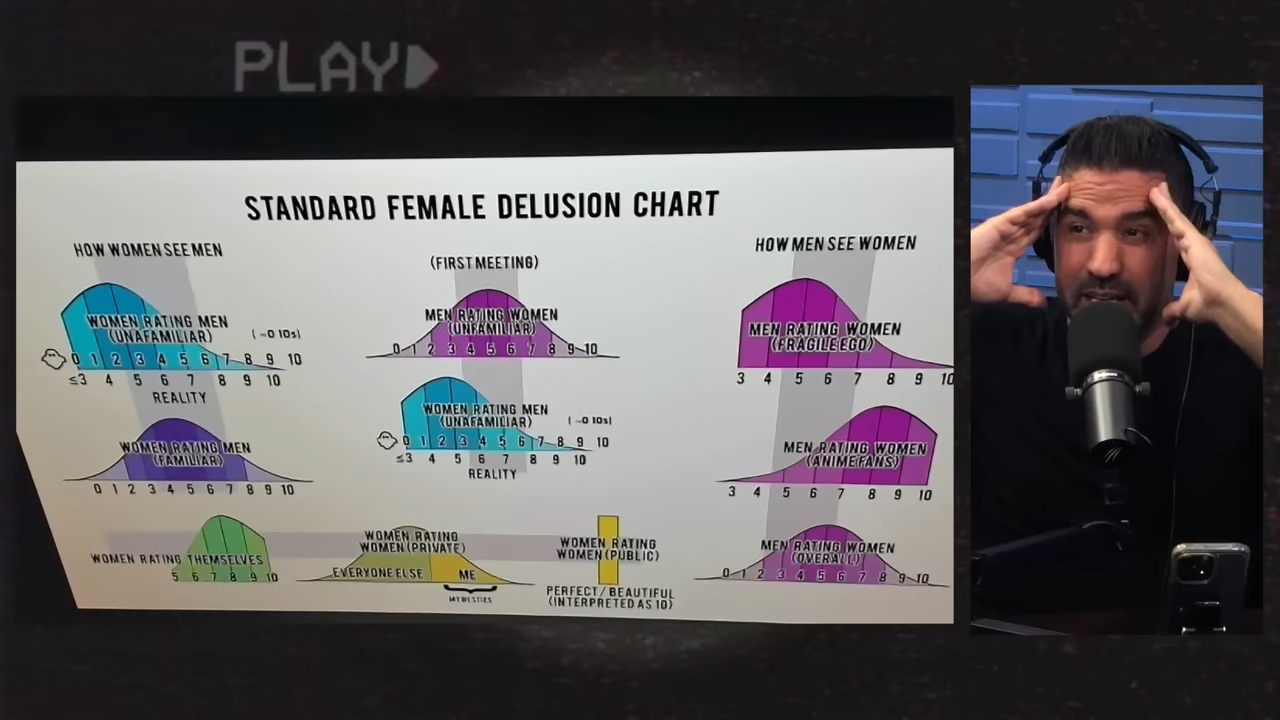 PLAY
STANDARD FEMALE DELUSION CHART
HOW WOMEN SEE MEN
WOMEN RATING MEN
(UNAFAMILIAR)
(-0 10s)
0 1 2 3 4 5 6 7 8 9 10
≤3 4 5 6 7 8 9 10
REALITY
WOMEN RATING MEN
(FAMILIAR)
0 1 2 3 4 5 6 7 8 9 10
WOMEN RATING THEMSELVES
5 6 7 8 9 10
(FIRST MEETING)
MEN RATING WOMEN
(UNFAMILIAR)
0 1 2 3 4 5 6 7 8 9 10
WOMEN RATING MEN
(UNAFAMILIAR)
(-0 10s)
0 1 2 3 4 5 6 7 8 9 10
≤3 4 5 6 7 8 9 10
REALITY
WOMEN RATING
WOMEN (PRIVATE)
EVERYONE ELSE ME
MY BESTIES
WOMEN RATING
WOMEN (PUBLIC)
PERFECT / BEAUTIFUL
(INTERPRETED AS 10)
HOW MEN SEE WOMEN
MEN RATING WOMEN
(FRAGILE EGO)
3 4 5 6 7 8 9 10
MEN RATING WOMEN
(ANIME FANS)
3 4 5 6 7 8 9 10
MEN RATING WOMEN
(OVERALL)
0 1 2 3 4 5 6 7 8 9 10